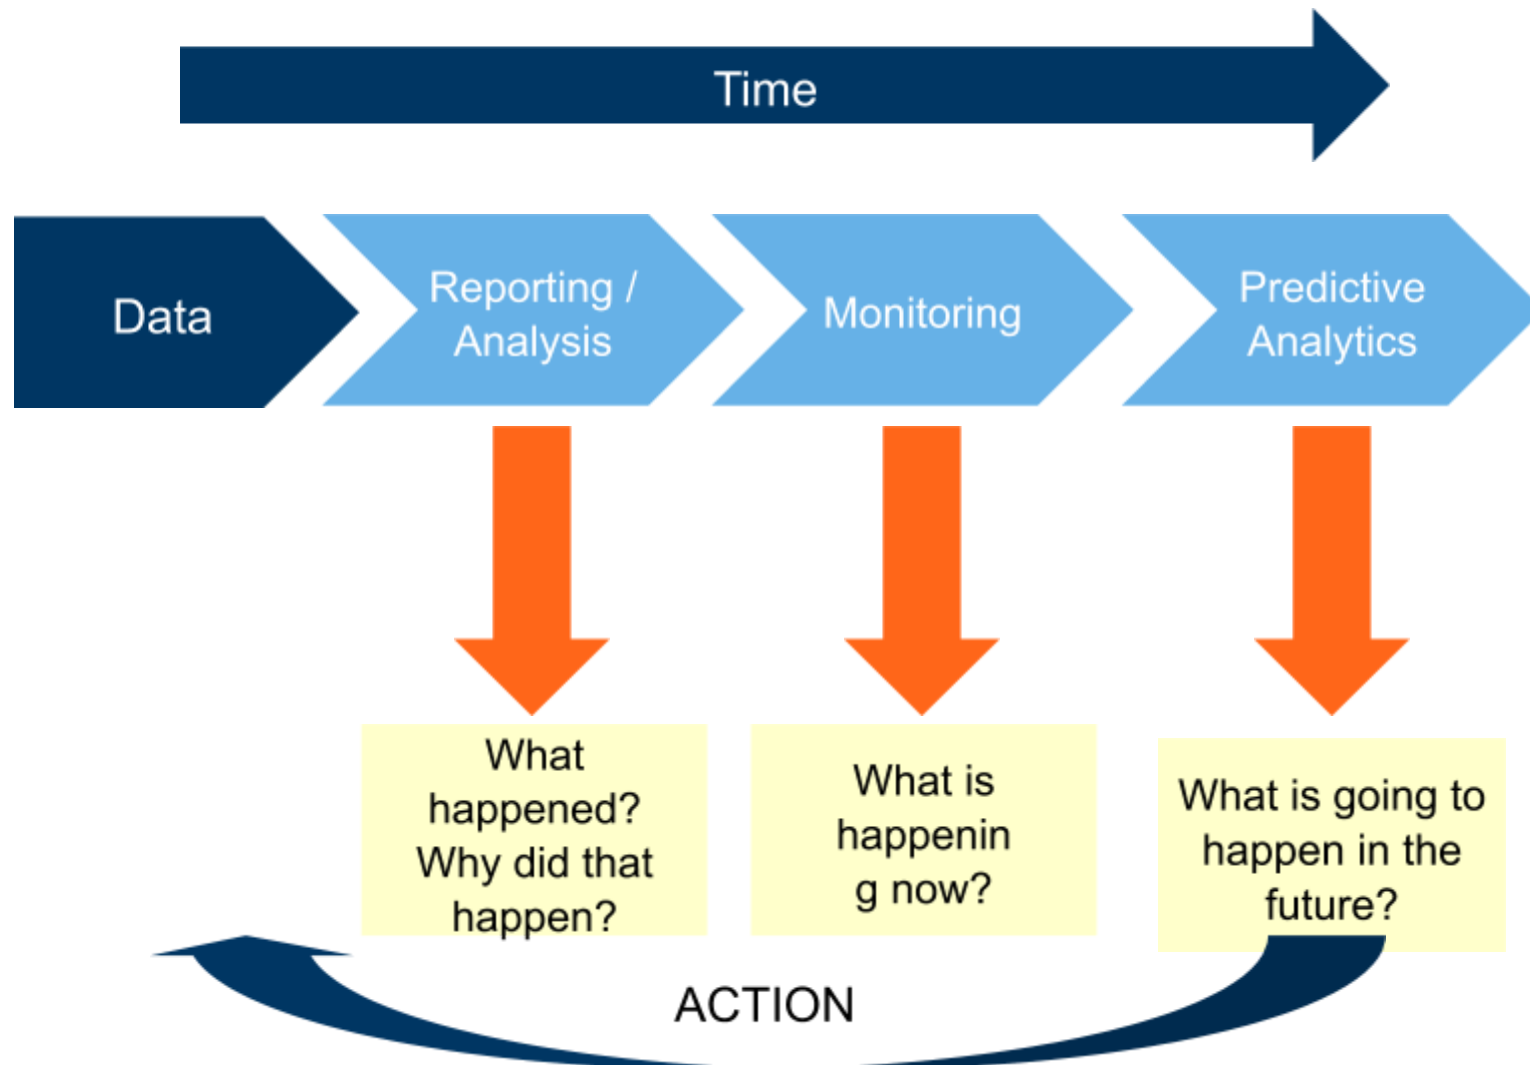 Time
Data
Reporting /
Analysis
Monitoring
Predictive
Analytics
What
happened?
Why did that
happen?
What is
happenin
g now?
What is going to
happen in the
future?
ACTION